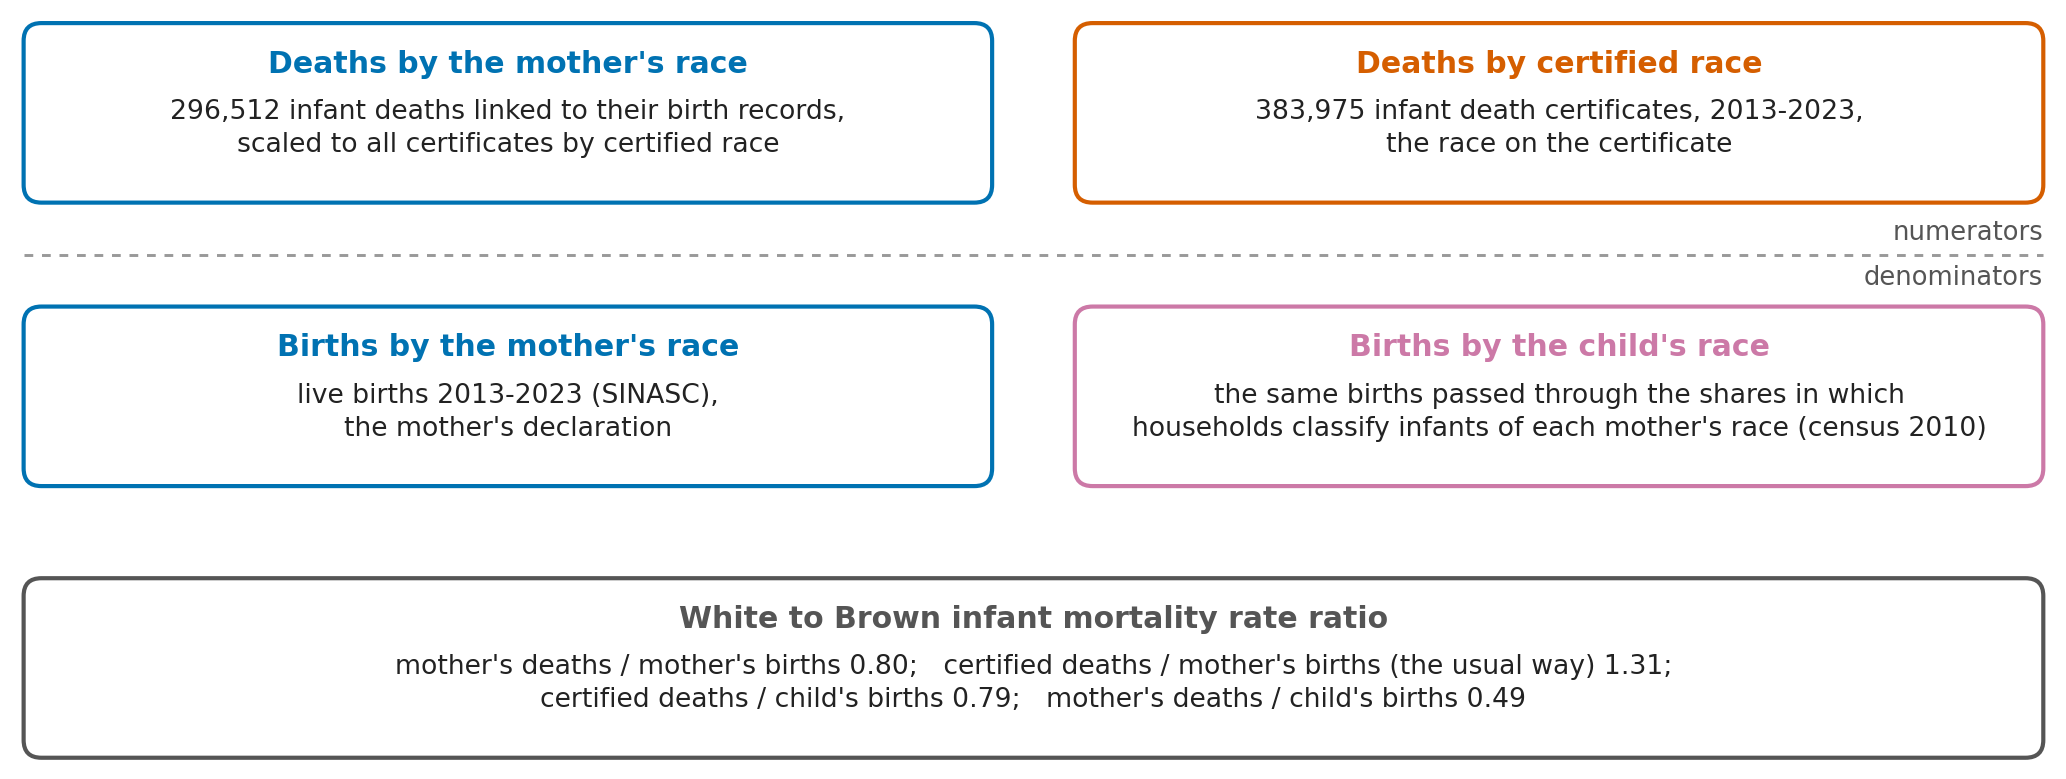 Deaths by the mother's race
296,512 infant deaths linked to their birth records,
scaled to all certificates by certified race
Deaths by certified race
383,975 infant death certificates, 2013-2023,
the race on the certificate
numerators
denominators
Births by the mother's race
live births 2013-2023 (SINASC),
the mother's declaration
Births by the child's race
the same births passed through the shares in which
households classify infants of each mother's race (census 2010)
White to Brown infant mortality rate ratio
mother's deaths / mother's births 0.80;   certified deaths / mother's births (the usual way) 1.31;
certified deaths / child's births 0.79;   mother's deaths / child's births 0.49